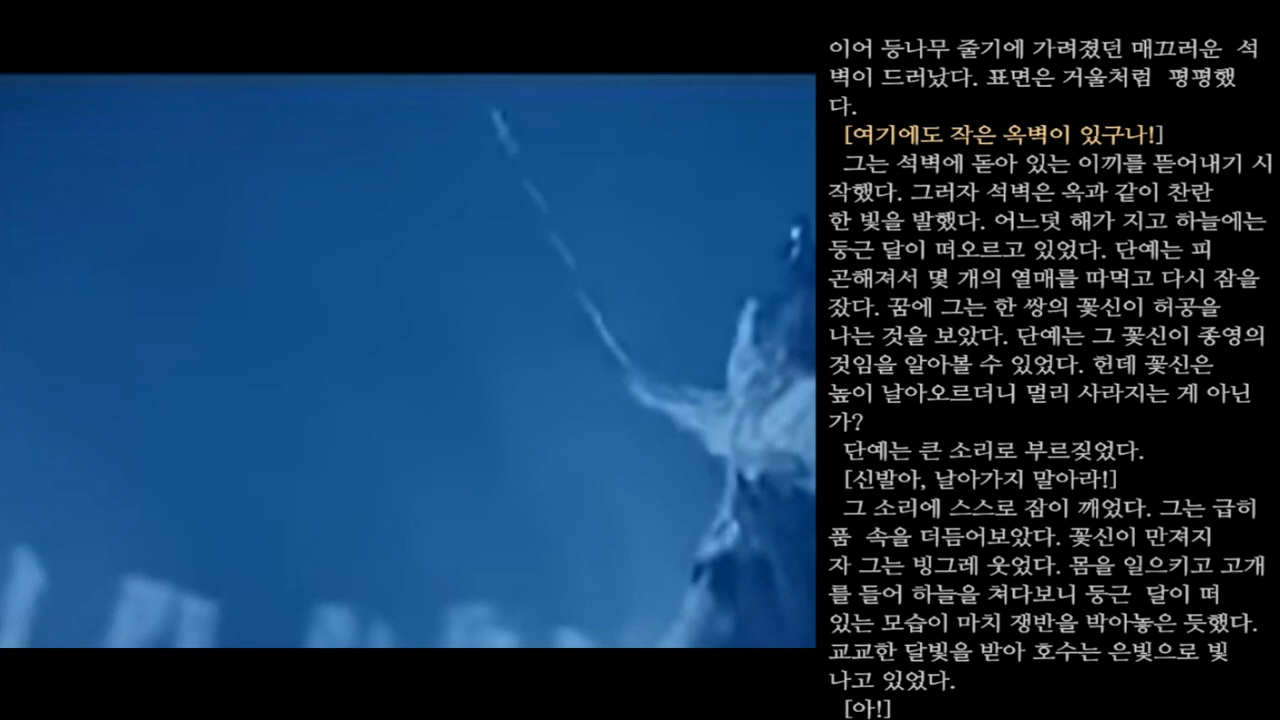 이어 등나무 줄기에 가려졌던 매끄러운 석
벽이 드러났다. 표면은 거울처럼 평평했
다.
[여기에도 작은 옥벽이 있구나!]
그는 석벽에 돋아 있는 이끼를 뜯어내기 시
작했다. 그러자 석벽은 옥과 같이 찬란
한 빛을 발했다. 어느덧 해가 지고 하늘에는
둥근 달이 떠오르고 있었다. 단예는 피
곤해져서 몇 개의 열매를 따먹고 다시 잠을
잤다. 꿈에 그는 한 쌍의 꽃신이 허공을
나는 것을 보았다. 단예는 그 꽃신이 종영의
것임을 알아볼 수 있었다. 헌데 꽃신은
높이 날아오르더니 멀리 사라지는 게 아닌
가?
단예는 큰 소리로 부르짖었다.
[신발아, 날아가지 말아라!]
그 소리에 스스로 잠이 깨었다. 그는 급히
품 속을 더듬어보았다. 꽃신이 만져지
자 그는 빙그레 웃었다. 몸을 일으키고 고개
를 들어 하늘을 쳐다보니 둥근 달이 떠
있는 모습이 마치 쟁반을 박아놓은 듯했다.
교교한 달빛을 받아 호수는 은빛으로 빛
나고 있었다.
[아!]